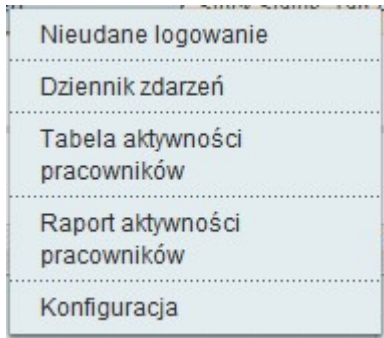 Nieudane logowanie
Dziennik zdarzeń
Tabela aktywności
pracowników
Raport aktywności
pracowników
Konfiguracja